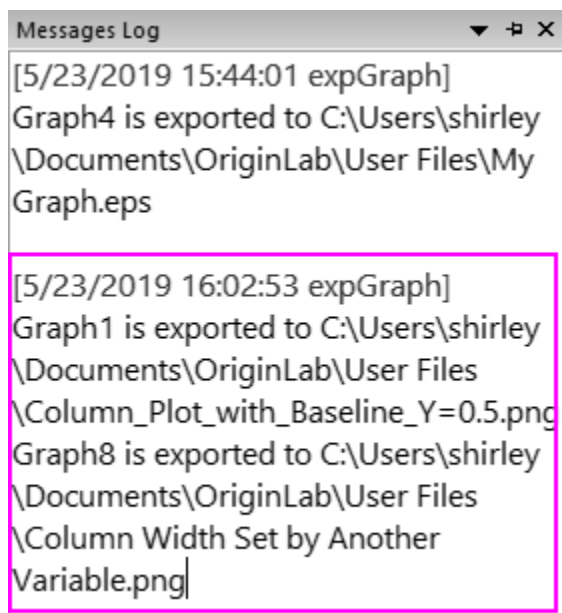 Messages Log
[5/23/2019 15:44:01 expGraph]
Graph4 is exported to C:\Users\shirley
\Documents\OriginLab\User Files\My
Graph.eps
[5/23/2019 16:02:53 expGraph]
Graph1 is exported to C:\Users\shirley
\Documents\OriginLab\User Files
\Column_Plot_with_Baseline_Y=0.5.png
Graph8 is exported to C:\Users\shirley
\Documents\OriginLab\User Files
\Column Width Set by Another
Variable.png